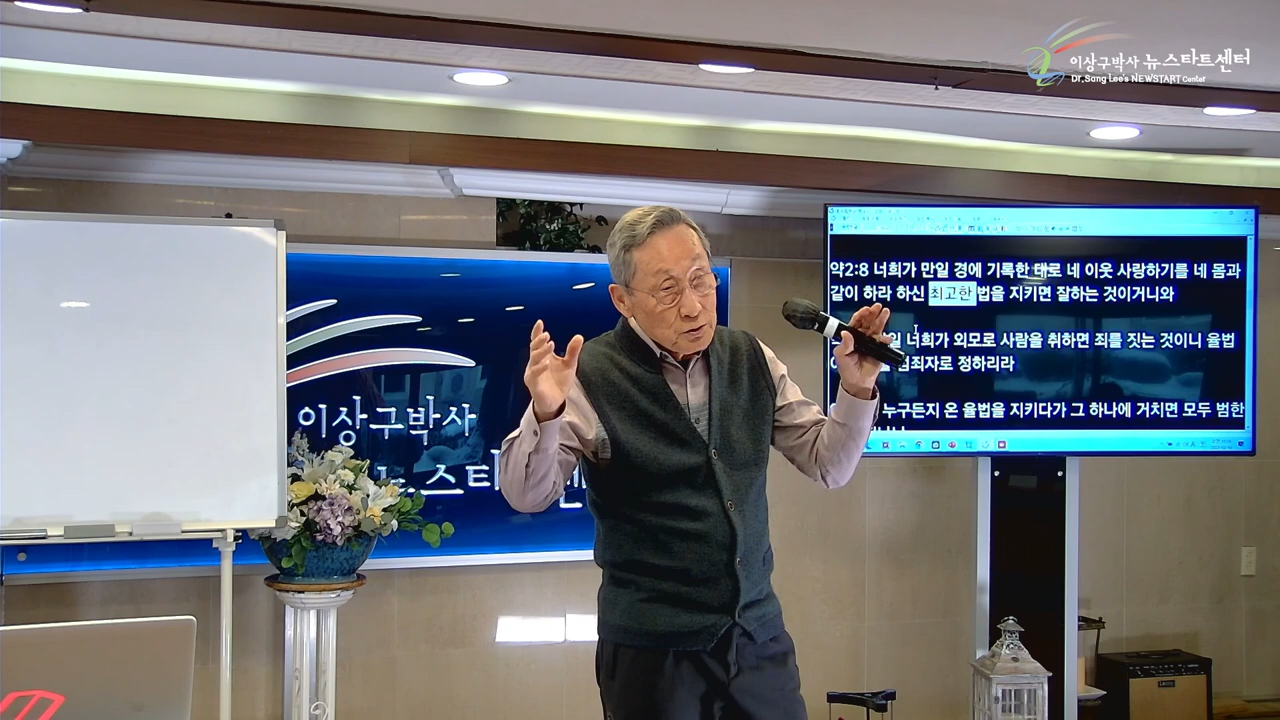 이상구박사 뉴스타트센터
Dr.Sang Lee's NEWSTART Center
약2:8 너희가 만일 경에 기록한 대로 네 이웃 사랑하기를 네 몸과
같이 하라 하신 최고한 법을 지키면 잘하는 것이거니와
너희가 외모로 사람을 취하면 죄를 짓는 것이니 율법
범죄자로 정하리라
누구든지 온 율법을 지키다가 그 하나에 거치면 모두 범한
이상구박사
뉴스타